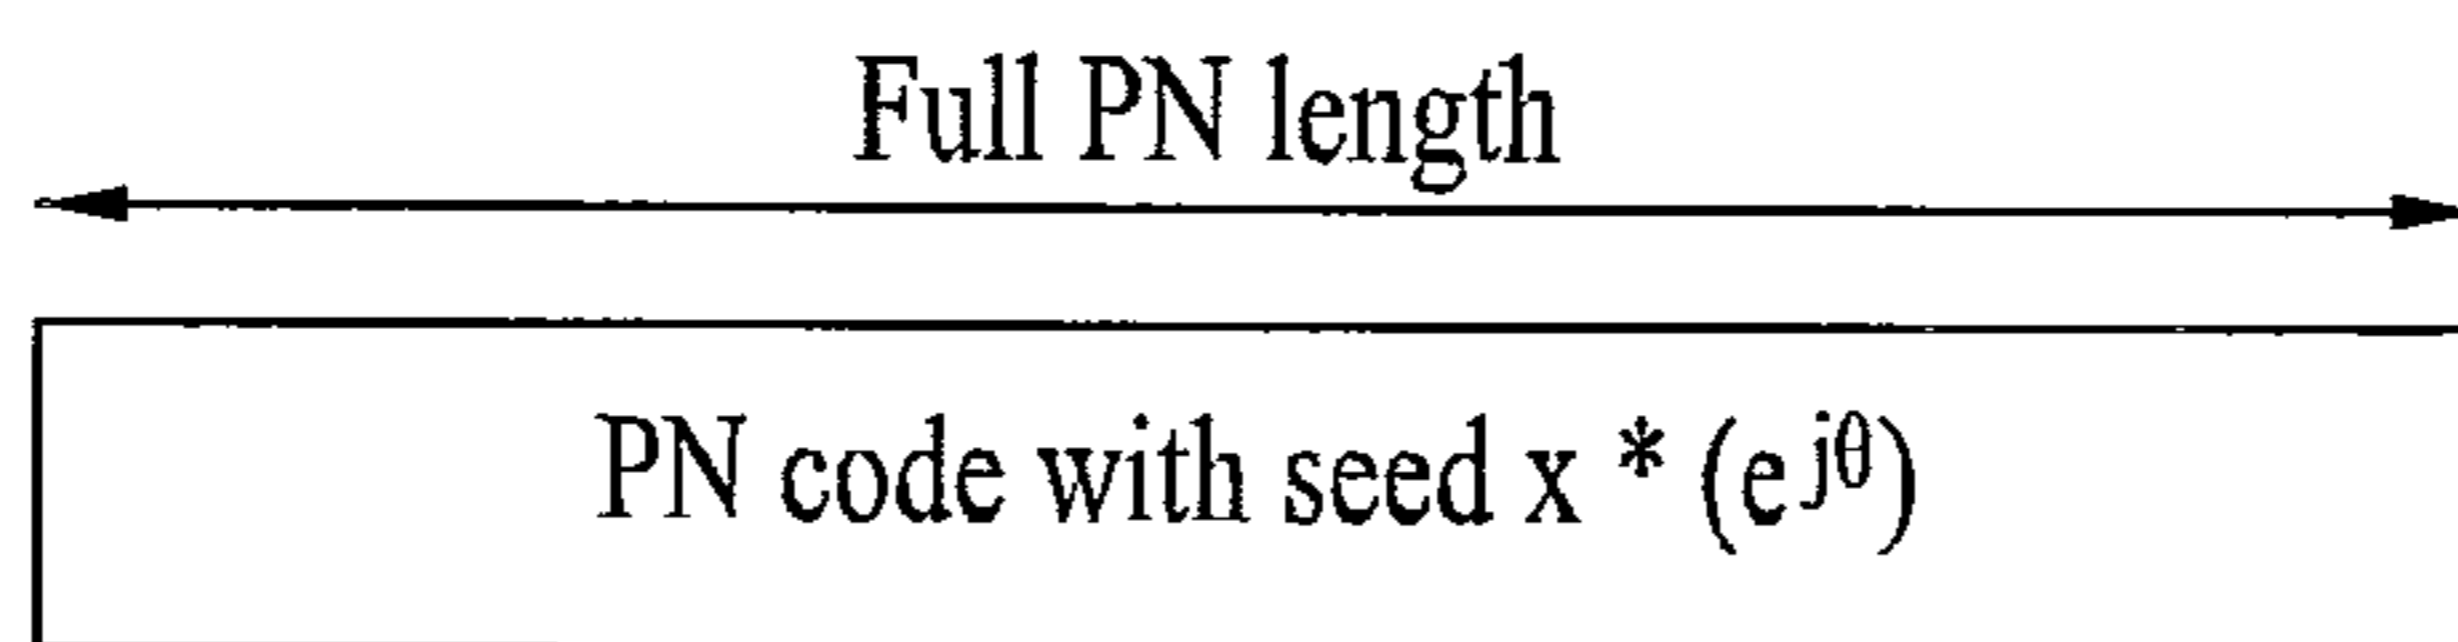 Full PN length
PN code with seed x * (e^{jθ})